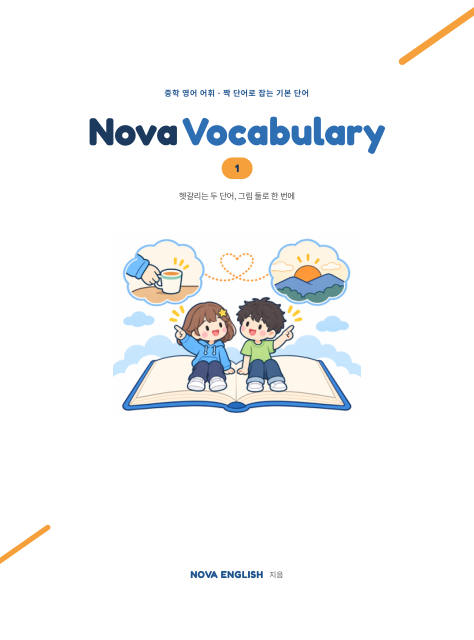 중학 영어 어휘 · 짝 단어로 잡는 기본 단어
Nova Vocabulary
1
헷갈리는 두 단어, 그림 둘로 한 번에
NOVA ENGLISH 지음